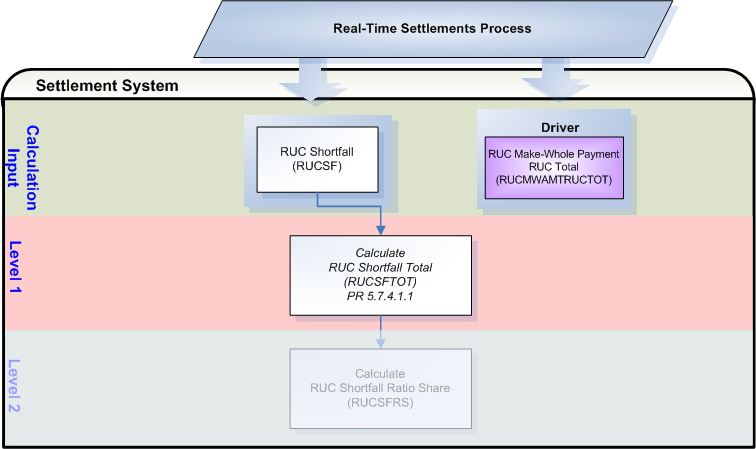 Real-Time Settlements Process
Settlement System
Calculation
Input
RUC Shortfall
(RUCSF)
Driver
RUC Make-Whole Payment
RUC Total
(RUCMWAMTRUCTOT)
Level 1
Calculate
RUC Shortfall Total
(RUCSFTOT)
PR 5.7.4.1.1
Level 2
Calculate
RUC Shortfall Ratio Share
(RUCSFRS)